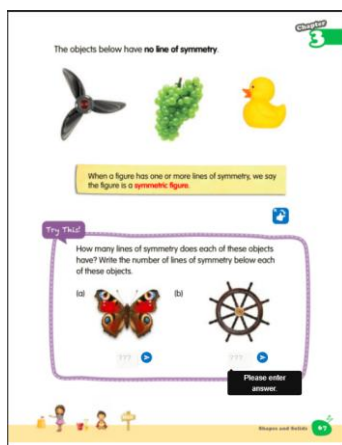 Chapter
3
The objects below have no line of symmetry.
When a figure has one or more lines of symmetry, we say
the figure is a symmetric figure.
Try This!
How many lines of symmetry does each of these objects
have? Write the number of lines of symmetry below each
of these objects.
(a) (b)
??? ???
Please enter
answer.
Shapes and Solids 67